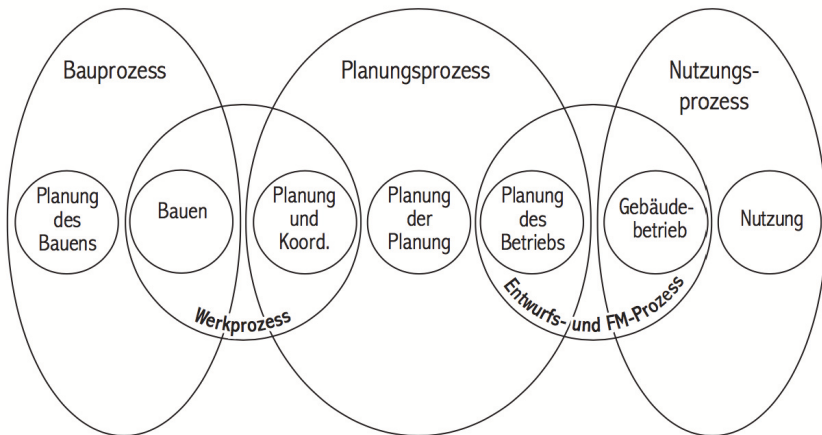 Bauprozess
Planungsprozess
Nutzungs-
prozess
Planung
des
Bauens
Bauen
Planung
und
Koord.
Planung
der
Planung
Planung
des
Betriebs
Gebäude-
betrieb
Nutzung
Werkprozess
Entwurfs- und FM-Prozess